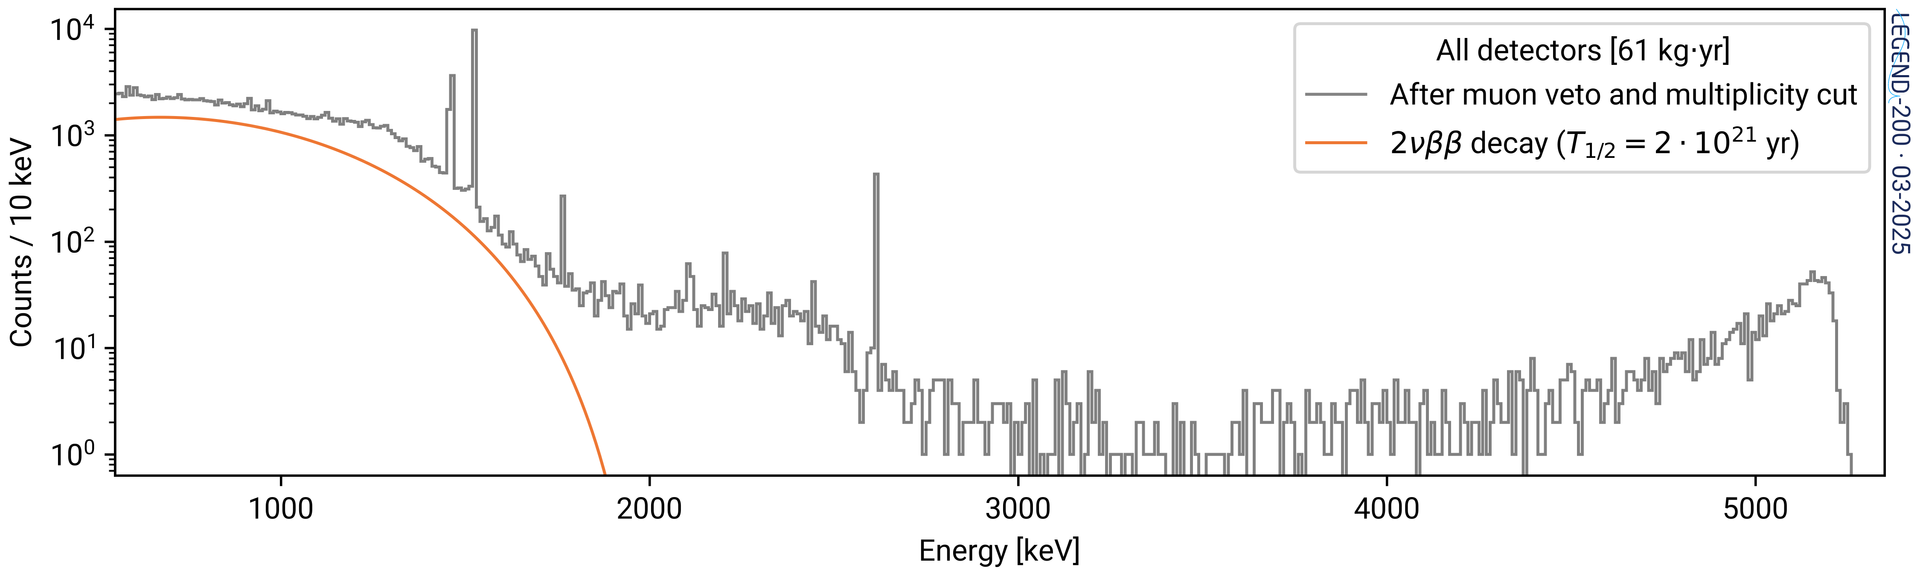 10⁴
10³
10²
10¹
10⁰
Counts / 10 keV
All detectors [61 kg·yr]
After muon veto and multiplicity cut
2νββ decay (T₁/₂ = 2 · 10²¹ yr)
1000
2000
3000
4000
5000
Energy [keV]
LEGEND-200 · 03-2025